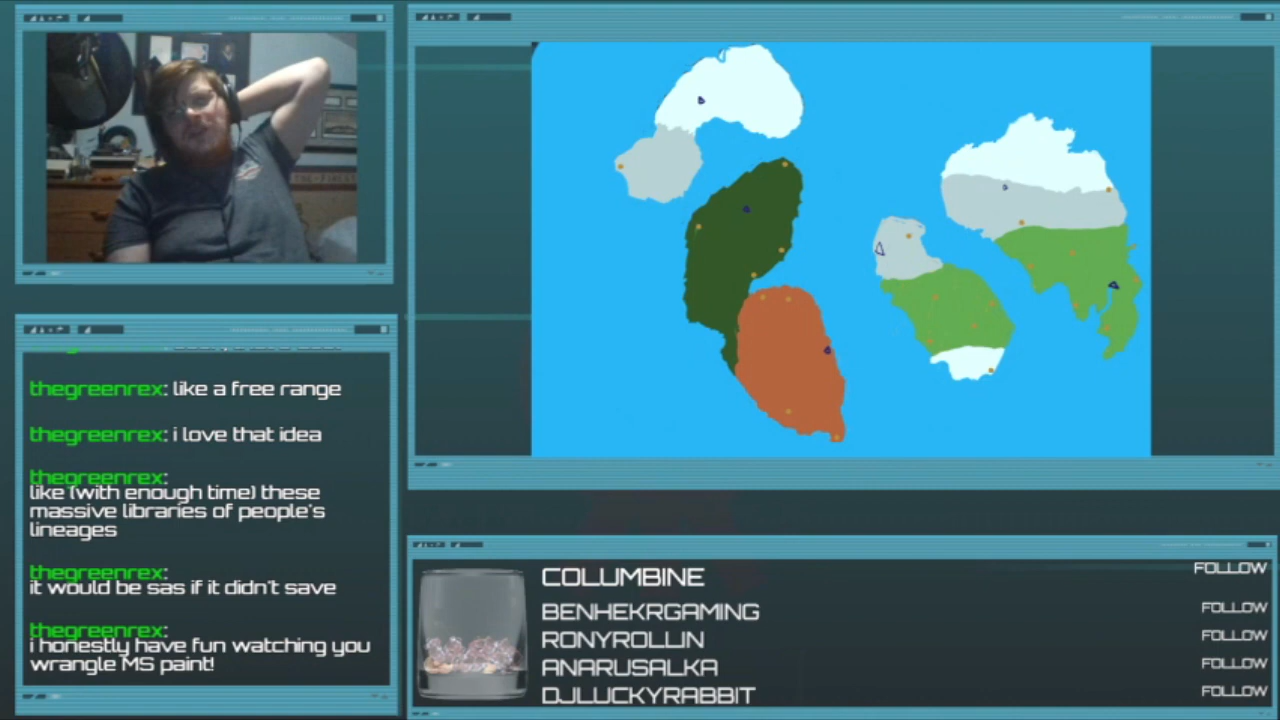 thegreenrex: like a free range
thegreenrex: i love that idea
thegreenrex:
like (with enough time) these
massive libraries of people's
lineages
thegreenrex:
it would be sas if it didn't save
thegreenrex:
i honestly have fun watching you
wrangle MS paint!
COLUMBINE FOLLOW
BENHEKRGAMING FOLLOW
RONYROLLIN FOLLOW
ANARUSALKA FOLLOW
DJLUCKYRABBIT FOLLOW